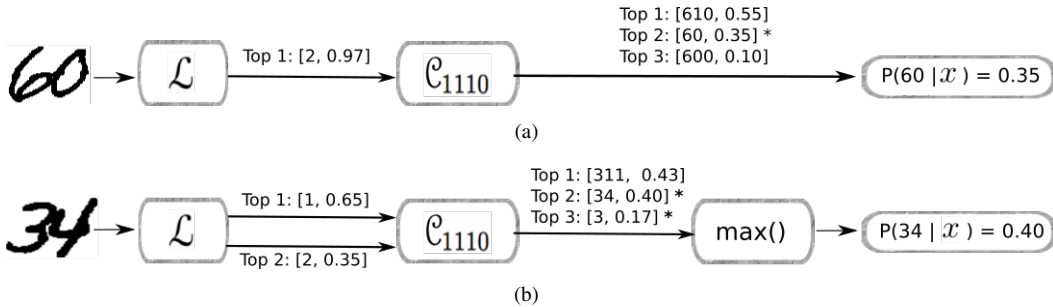 Top 1: [610, 0.55]
Top 2: [60, 0.35] *
Top 3: [600, 0.10]
60
ℒ
Top 1: [2, 0.97]
𝒞1110
P(60 | x ) = 0.35
(a)
Top 1: [311, 0.43]
Top 2: [34, 0.40] *
Top 3: [3, 0.17] *
34
ℒ
Top 1: [1, 0.65]
Top 2: [2, 0.35]
𝒞1110
max()
P(34 | x ) = 0.40
(b)